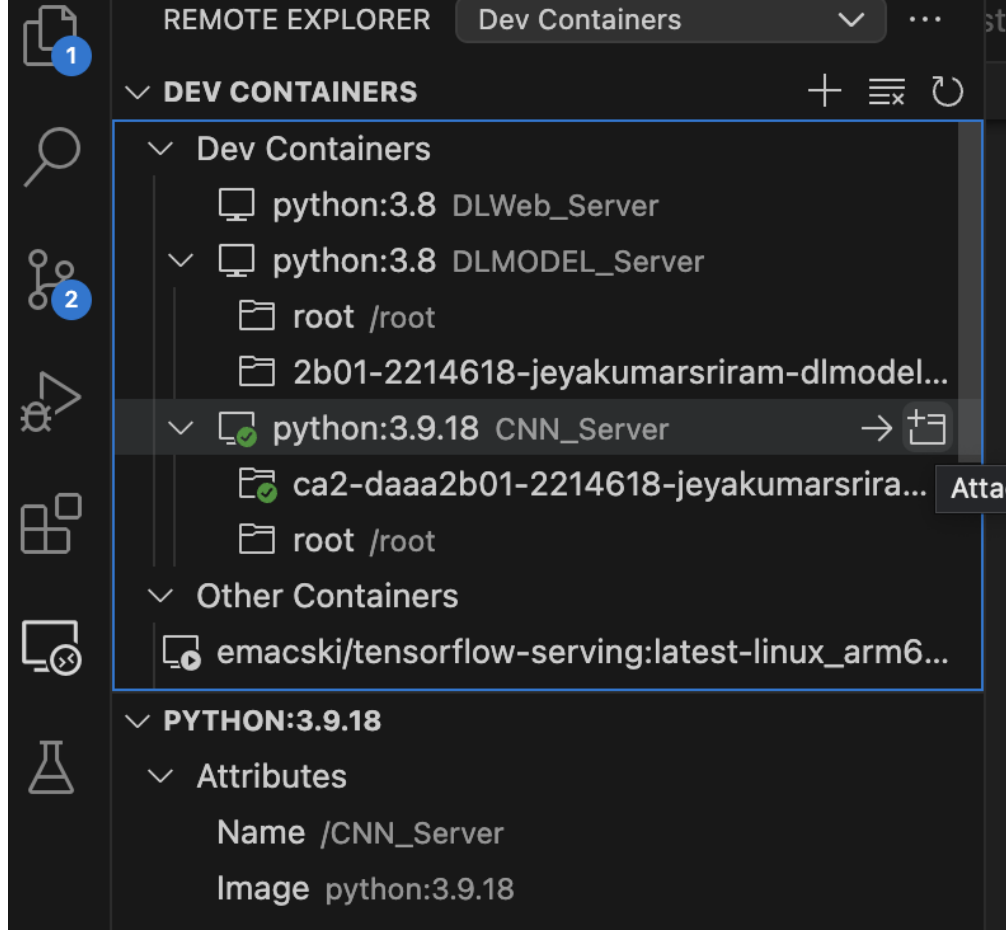 REMOTE EXPLORER Dev Containers
1
DEV CONTAINERS
Dev Containers
python:3.8 DLWeb_Server
2
python:3.8 DLMODEL_Server
root /root
2b01-2214618-jeyakumarsriram-dlmodel...
python:3.9.18 CNN_Server
ca2-daaa2b01-2214618-jeyakumarsrira... Atta
root /root
Other Containers
emacski/tensorflow-serving:latest-linux_arm6...
PYTHON:3.9.18
Attributes
Name /CNN_Server
Image python:3.9.18